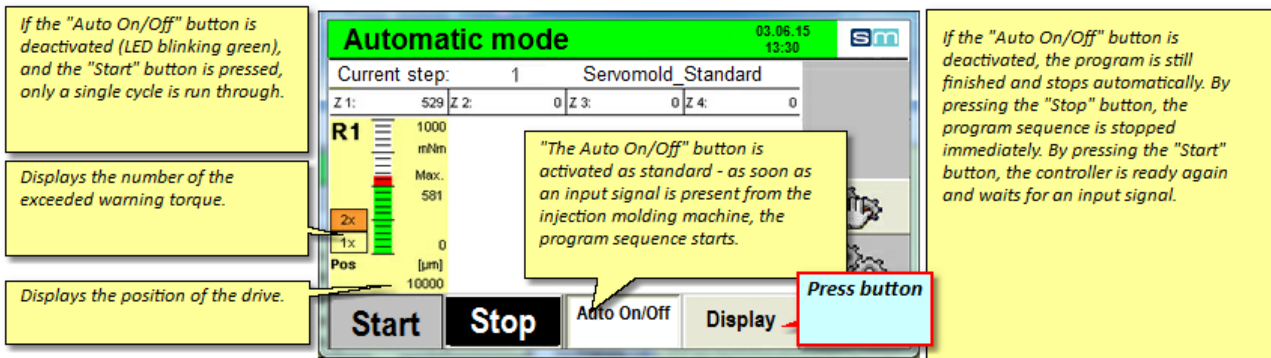 If the "Auto On/Off" button is
deactivated (LED blinking green),
and the "Start" button is pressed,
only a single cycle is run through.
Displays the number of the
exceeded warning torque.
Displays the position of the drive.
Automatic mode
03.06.15
13:30
sm
Current step: 1 Servomold_Standard
Z 1: 529 Z 2: 0 Z 3: 0 Z 4: 0
R1
1000
mNm
Max.
581
2x
1x
0
Pos [µm]
10000
"The Auto On/Off" button is
activated as standard - as soon as
an input signal is present from the
injection molding machine, the
program sequence starts.
Press button
Start Stop Auto On/Off Display
If the "Auto On/Off" button is
deactivated, the program is still
finished and stops automatically. By
pressing the "Stop" button, the
program sequence is stopped
immediately. By pressing the "Start"
button, the controller is ready again
and waits for an input signal.